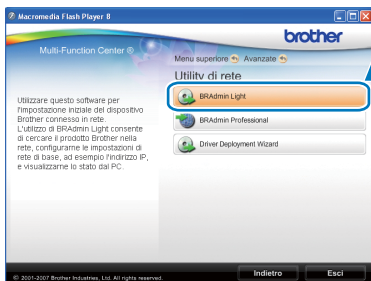 Macromedia Flash Player 8
brother
Multi-Function Center ®
Menu superiore Avanzate
Utility di rete
BRAdmin Light
BRAdmin Professional
Driver Deployment Wizard
Utilizzare questo software per
l'impostazione iniziale del dispositivo
Brother connesso in rete.
L'utilizzo di BRAdmin Light consente
di cercare il prodotto Brother nella
rete, configurarne le impostazioni di
rete di base, ad esempio l'indirizzo IP,
e visualizzarne lo stato dal PC.
© 2001-2007 Brother Industries, Ltd. All rights reserved.
Indietro
Esci